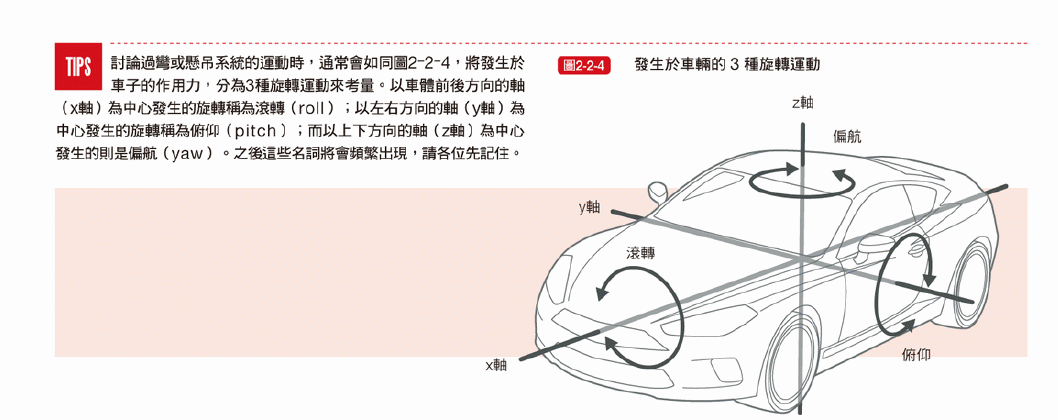 TIPS
討論過彎或懸吊系統的運動時，通常會如同圖2-2-4，將發生於
車子的作用力，分為3種旋轉運動來考量。以車體前後方向的軸
（x軸）為中心發生的旋轉稱為滾轉（roll）；以左右方向的軸（y軸）為
中心發生的旋轉稱為俯仰（pitch）；而以上下方向的軸（z軸）為中心
發生的則是偏航（yaw）。之後這些名詞將會頻繁出現，請各位先記住。
圖2-2-4 發生於車輛的 3 種旋轉運動
z軸
偏航
y軸
滾轉
俯仰
x軸